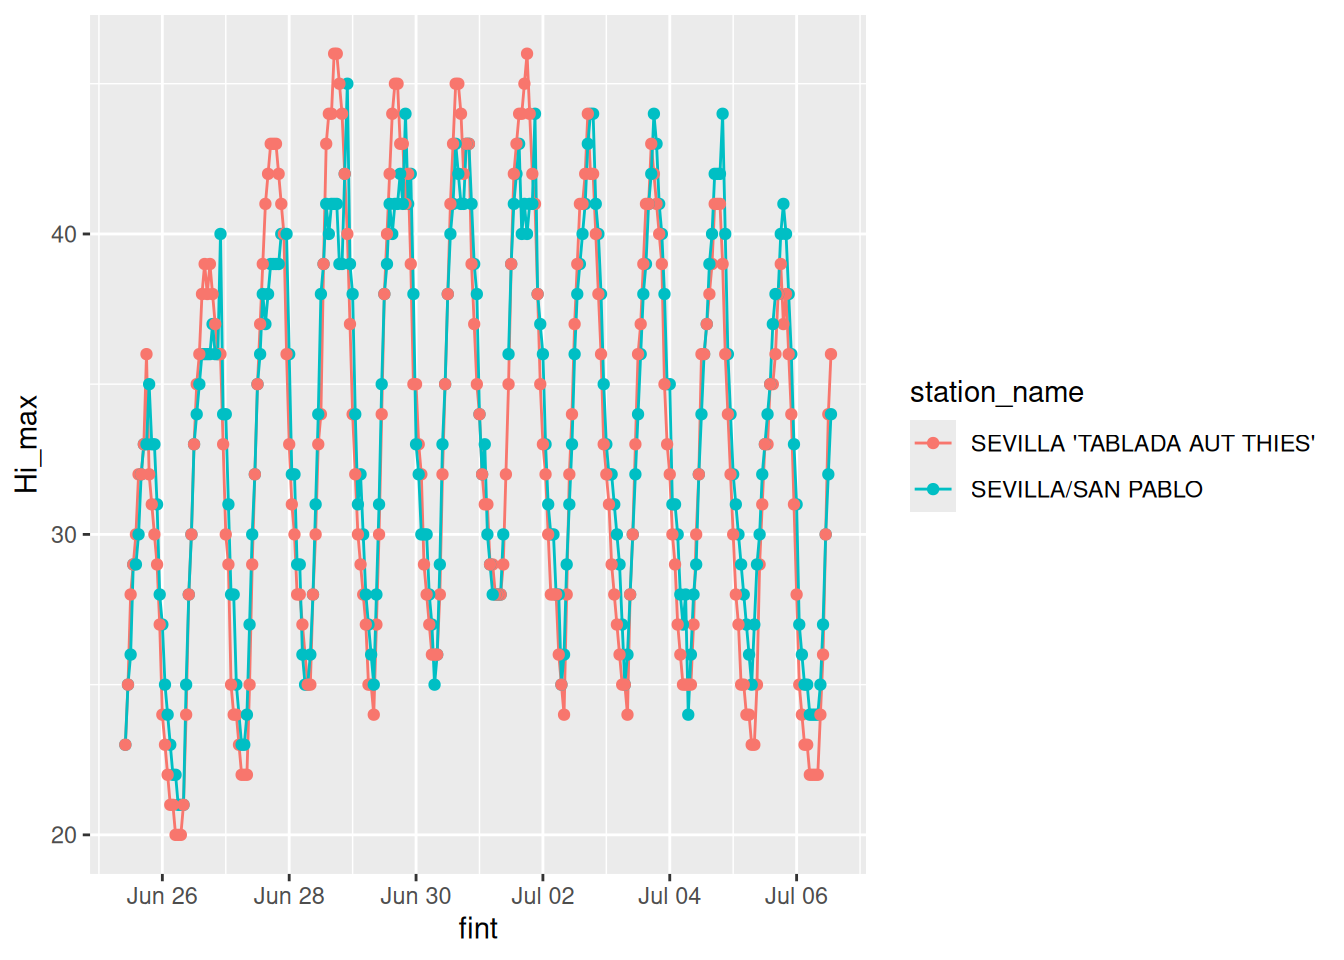 Hi_max
40
30
20
Jun 26
Jun 28
Jun 30
Jul 02
Jul 04
Jul 06
fint
station_name
SEVILLA 'TABLADA AUT THIES'
SEVILLA/SAN PABLO